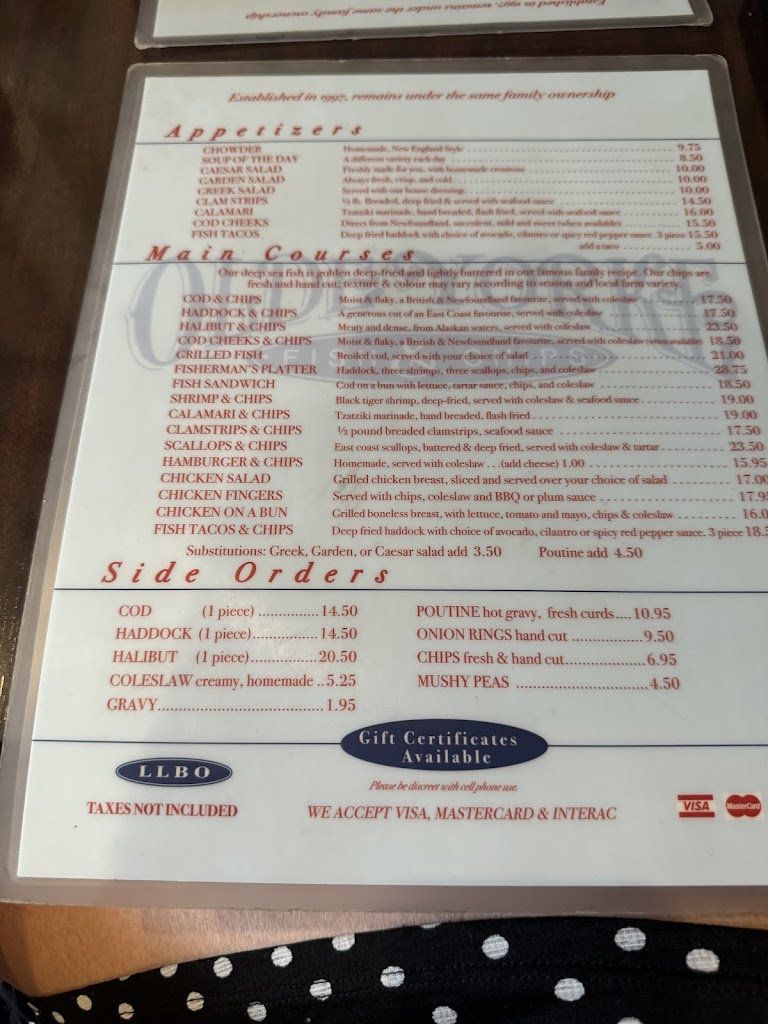 Established in 1997, remains under the same family ownership
Established in 1997, remains under the same family ownership
Appetizers
CHOWDER Homemade, New England Style 9.75
SOUP OF THE DAY A different variety each day 8.50
CAESAR SALAD Freshly made for you, with homemade croutons 10.00
GARDEN SALAD Always fresh, crisp, and cold 10.00
GREEK SALAD Served with our house dressing 10.00
CLAM STRIPS ½ lb. Breaded, deep fried & served with seafood sauce 14.50
CALAMARI Tzatziki marinade, hand breaded, flash fried, served with seafood sauce 16.00
COD CHEEKS Direct from Newfoundland, succulent, mild and sweet (when available) 15.50
FISH TACOS Deep fried haddock with choice of avocado, cilantro or spicy red pepper sauce. 3 piece 15.50
add a taco 5.00
Main Courses
Our deep sea fish is golden deep-fried and lightly battered in our famous family recipe. Our chips are
fresh and hand cut; texture & colour may vary according to season and local farm variety.
COD & CHIPS Moist & flaky, a British & Newfoundland favourite, served with coleslaw 17.50
HADDOCK & CHIPS A generous cut of an East Coast favourite, served with coleslaw 17.50
HALIBUT & CHIPS Meaty and dense, from Alaskan waters, served with coleslaw 23.50
COD CHEEKS & CHIPS Moist & flaky, a British & Newfoundland favourite, served with coleslaw (when available) 18.50
GRILLED FISH Broiled cod, served with your choice of salad 21.00
FISHERMAN'S PLATTER Haddock, three shrimps, three scallops, chips, and coleslaw 28.75
FISH SANDWICH Cod on a bun with lettuce, tartar sauce, chips, and coleslaw 18.50
SHRIMP & CHIPS Black tiger shrimp, deep-fried, served with coleslaw & seafood sauce 19.00
CALAMARI & CHIPS Tzatziki marinade, hand breaded, flash fried 19.00
CLAMSTRIPS & CHIPS ½ pound breaded clamstrips, seafood sauce 17.50
SCALLOPS & CHIPS East coast scallops, battered & deep fried, served with coleslaw & tartar 23.50
HAMBURGER & CHIPS Homemade, served with coleslaw ...(add cheese) 1.00 15.95
CHICKEN SALAD Grilled chicken breast, sliced and served over your choice of salad 17.00
CHICKEN FINGERS Served with chips, coleslaw and BBQ or plum sauce 17.95
CHICKEN ON A BUN Grilled boneless breast, with lettuce, tomato and mayo, chips & coleslaw 16.0
FISH TACOS & CHIPS Deep fried haddock with choice of avocado, cilantro or spicy red pepper sauce. 3 piece 18.5
Substitutions: Greek, Garden, or Caesar salad add 3.50 Poutine add 4.50
Side Orders
COD (1 piece) 14.50
HADDOCK (1 piece) 14.50
HALIBUT (1 piece) 20.50
COLESLAW creamy, homemade 5.25
GRAVY 1.95
POUTINE hot gravy, fresh curds 10.95
ONION RINGS hand cut 9.50
CHIPS fresh & hand cut 6.95
MUSHY PEAS 4.50
Gift Certificates
Available
LLBO
Please be discreet with cell phone use.
TAXES NOT INCLUDED
WE ACCEPT VISA, MASTERCARD & INTERAC
VISA
MasterCard